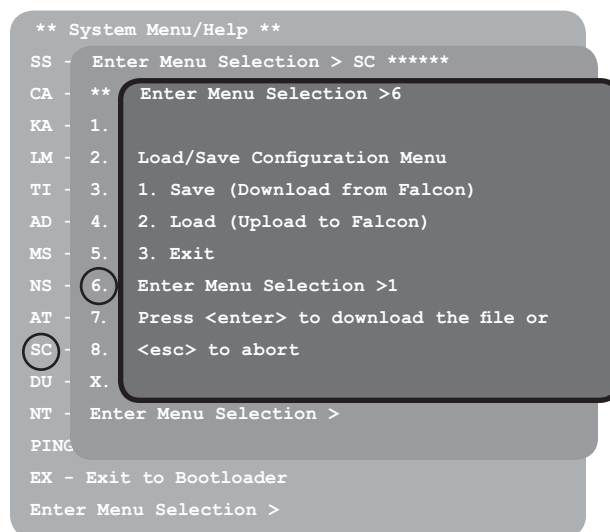 ** System Menu/Help **
SS - Enter Menu Selection > SC ******
CA - ** Enter Menu Selection >6
KA - 1.
LM - 2. Load/Save Configuration Menu
TI - 3. 1. Save (Download from Falcon)
AD - 4. 2. Load (Upload to Falcon)
MS - 5. 3. Exit
NS - 6. Enter Menu Selection >1
AT - 7. Press <enter> to download the file or
SC - 8. <esc> to abort
DU - X.
NT - Enter Menu Selection >
PING
EX - Exit to Bootloader
Enter Menu Selection >